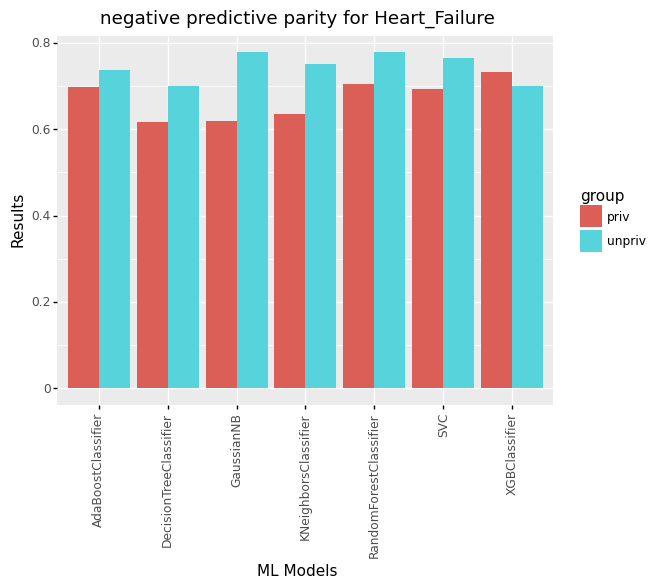 negative predictive parity for Heart_Failure
Results
0.8
0.6
0.4
0.2
0
AdaBoostClassifier
DecisionTreeClassifier
GaussianNB
KNeighborsClassifier
RandomForestClassifier
SVC
XGBClassifier
ML Models
group
priv
unpriv